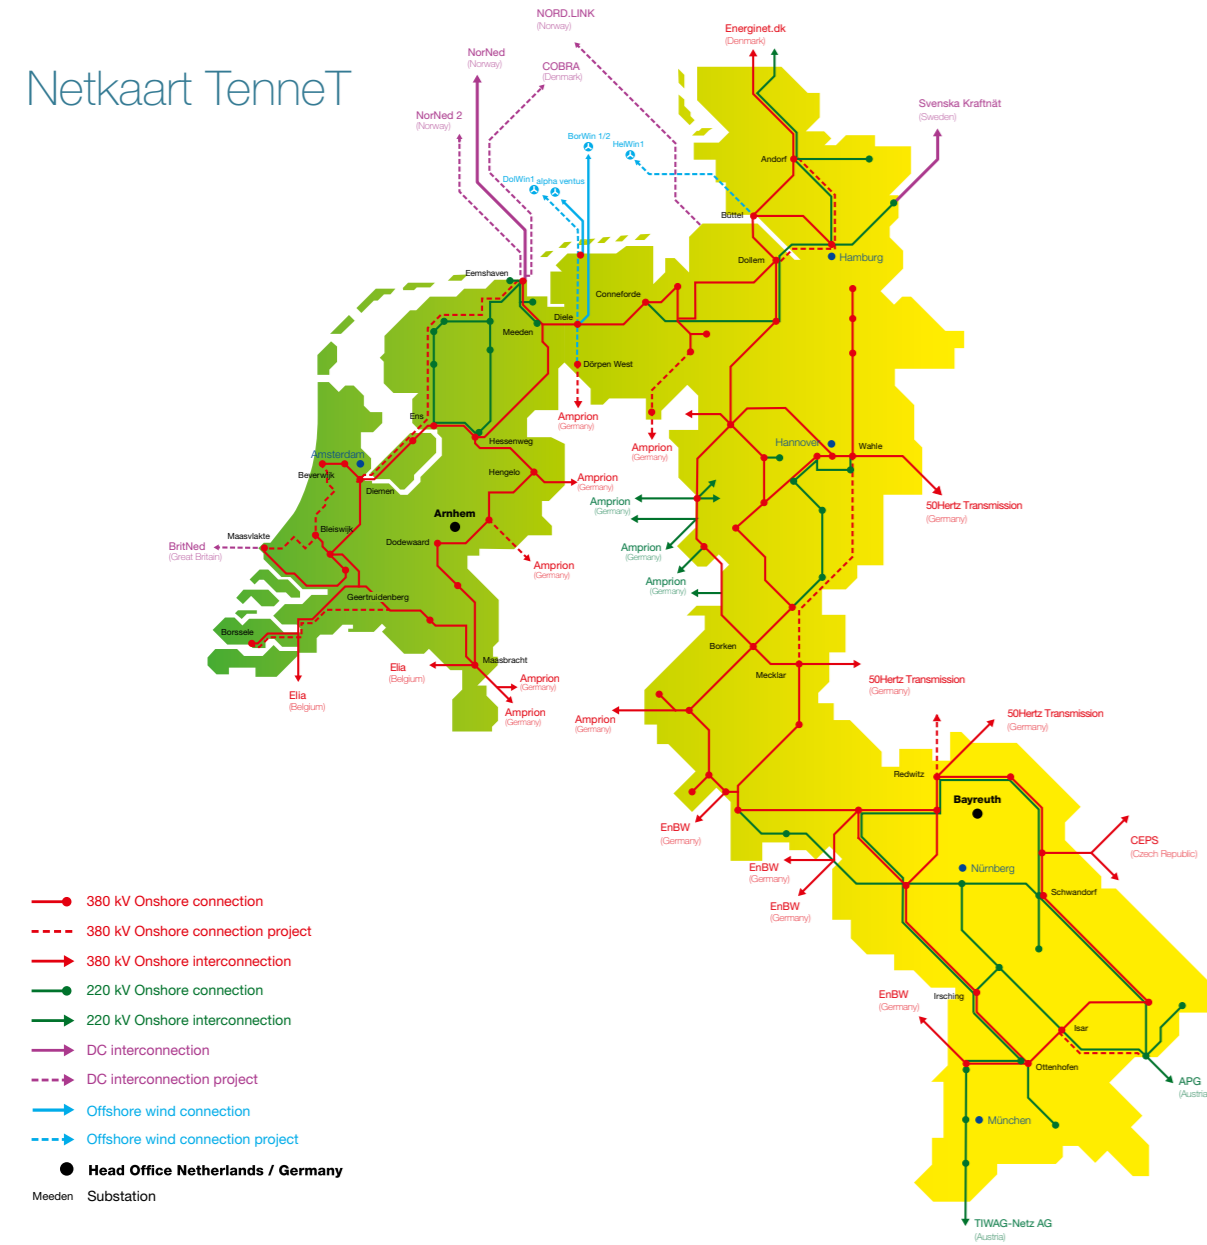 NORD.LINK
(Norway)
Energinet.dk
(Denmark)
NorNed
(Norway)
COBRA
(Denmark)
Netkaart TenneT
Svenska Kraftnät
(Sweden)
NorNed 2
(Norway)
BorWin 1/2
HelWin1
DolWin1
alpha ventus
Andorf
Büttel
Hamburg
Dollern
Eemshaven
Conneforde
Diele
Meeden
Dörpen West
Ens
Amprion
(Germany)
Amprion
(Germany)
Hessenweg
Hannover
Wahle
Amsterdam
Beverwijk
Diemen
Hengelo
Amprion
(Germany)
Amprion
(Germany)
50Hertz Transmission
(Germany)
Arnhem
Bleiswijk
Maasvlakte
Dodewaard
BritNed
(Great Britain)
Amprion
(Germany)
Amprion
(Germany)
Amprion
(Germany)
Geertruidenberg
Borssele
Borken
Mecklar
Maasbracht
Elia
(Belgium)
Elia
(Belgium)
Amprion
(Germany)
Amprion
(Germany)
Amprion
(Germany)
50Hertz Transmission
(Germany)
50Hertz Transmission
(Germany)
Redwitz
Bayreuth
EnBW
(Germany)
CEPS
(Czech Republic)
EnBW
(Germany)
Nürnberg
Schwandorf
EnBW
(Germany)
EnBW
(Germany)
Irsching
Isar
Ottenhofen
APG
(Austria
München
TIWAG-Netz AG
(Austria)
380 kV Onshore connection
380 kV Onshore connection project
380 kV Onshore interconnection
220 kV Onshore connection
220 kV Onshore interconnection
DC interconnection
DC interconnection project
Offshore wind connection
Offshore wind connection project
Head Office Netherlands / Germany
Meeden Substation